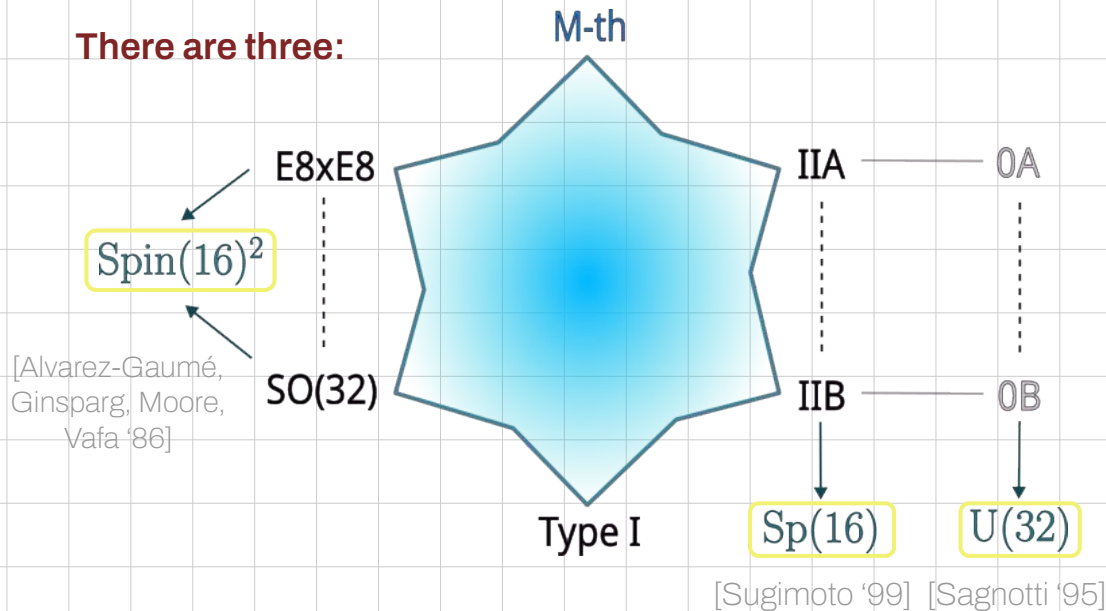 There are three:
M-th
E8xE8
IIA
0A
Spin(16)²
[Alvarez-Gaumé,
Ginsparg, Moore,
Vafa ‘86]
SO(32)
IIB
0B
Type I
Sp(16)
U(32)
[Sugimoto ‘99]
[Sagnotti ‘95]